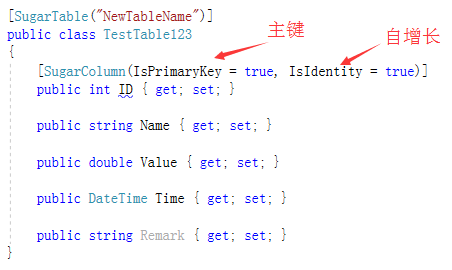 [SugarTable("NewTableName")]
public class TestTable123
主键
自增长
{
[SugarColumn(IsPrimaryKey = true, IsIdentity = true)]
public int ID { get; set; }
public string Name { get; set; }
public double Value { get; set; }
public DateTime Time { get; set; }
public string Remark { get; set; }
}